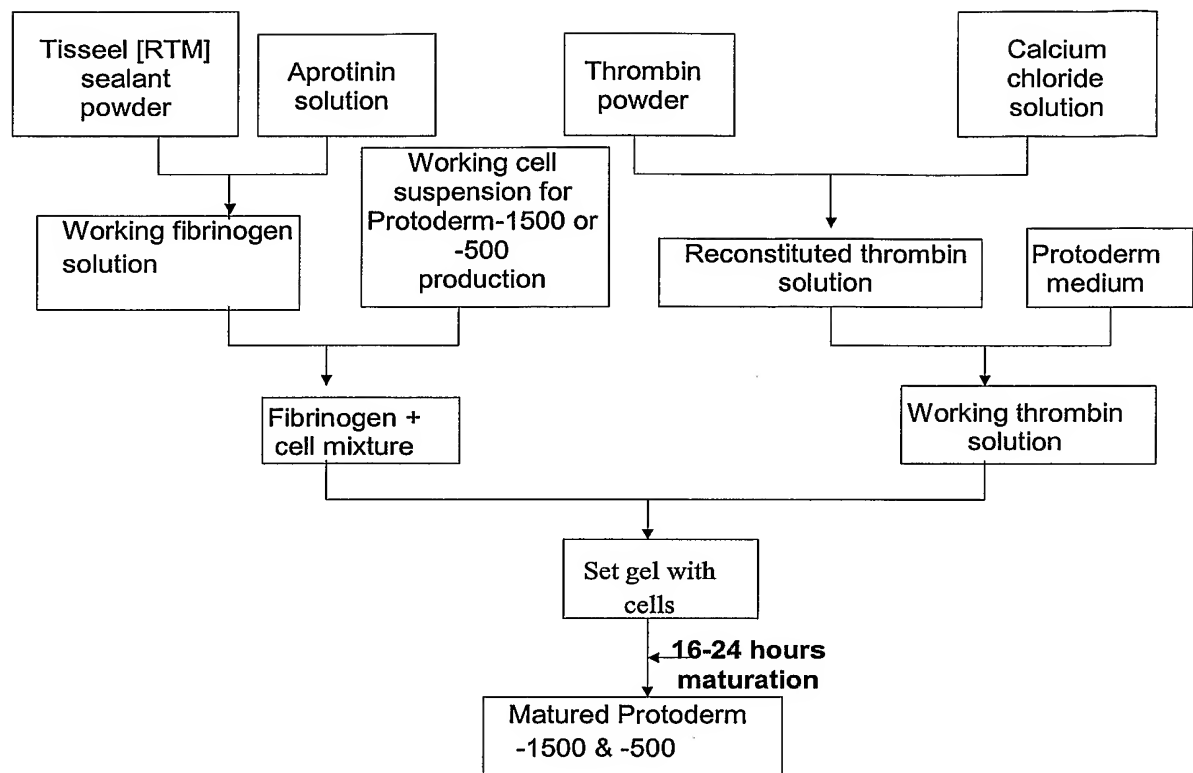 Tisseel [RTM]
sealant
powder
Aprotinin
solution
Thrombin
powder
Calcium
chloride
solution
Working cell
suspension for
Protoderm-1500 or
-500
production
Working fibrinogen
solution
Reconstituted thrombin
solution
Protoderm
medium
Fibrinogen +
cell mixture
Working thrombin
solution
Set gel with
cells
16-24 hours
maturation
Matured Protoderm
-1500 & -500